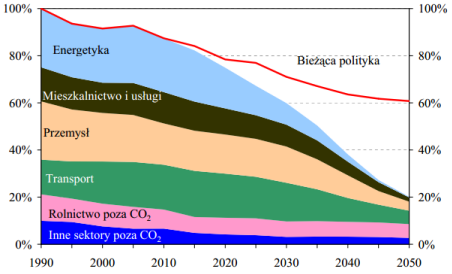 100%
100%
80%
80%
60%
60%
40%
40%
20%
20%
0%
0%
Energetyka
Bieżąca polityka
Mieszkalnictwo i usługi
Przemysł
Transport
Rolnictwo poza CO₂
Inne sektory poza CO₂
1990
2000
2010
2020
2030
2040
2050